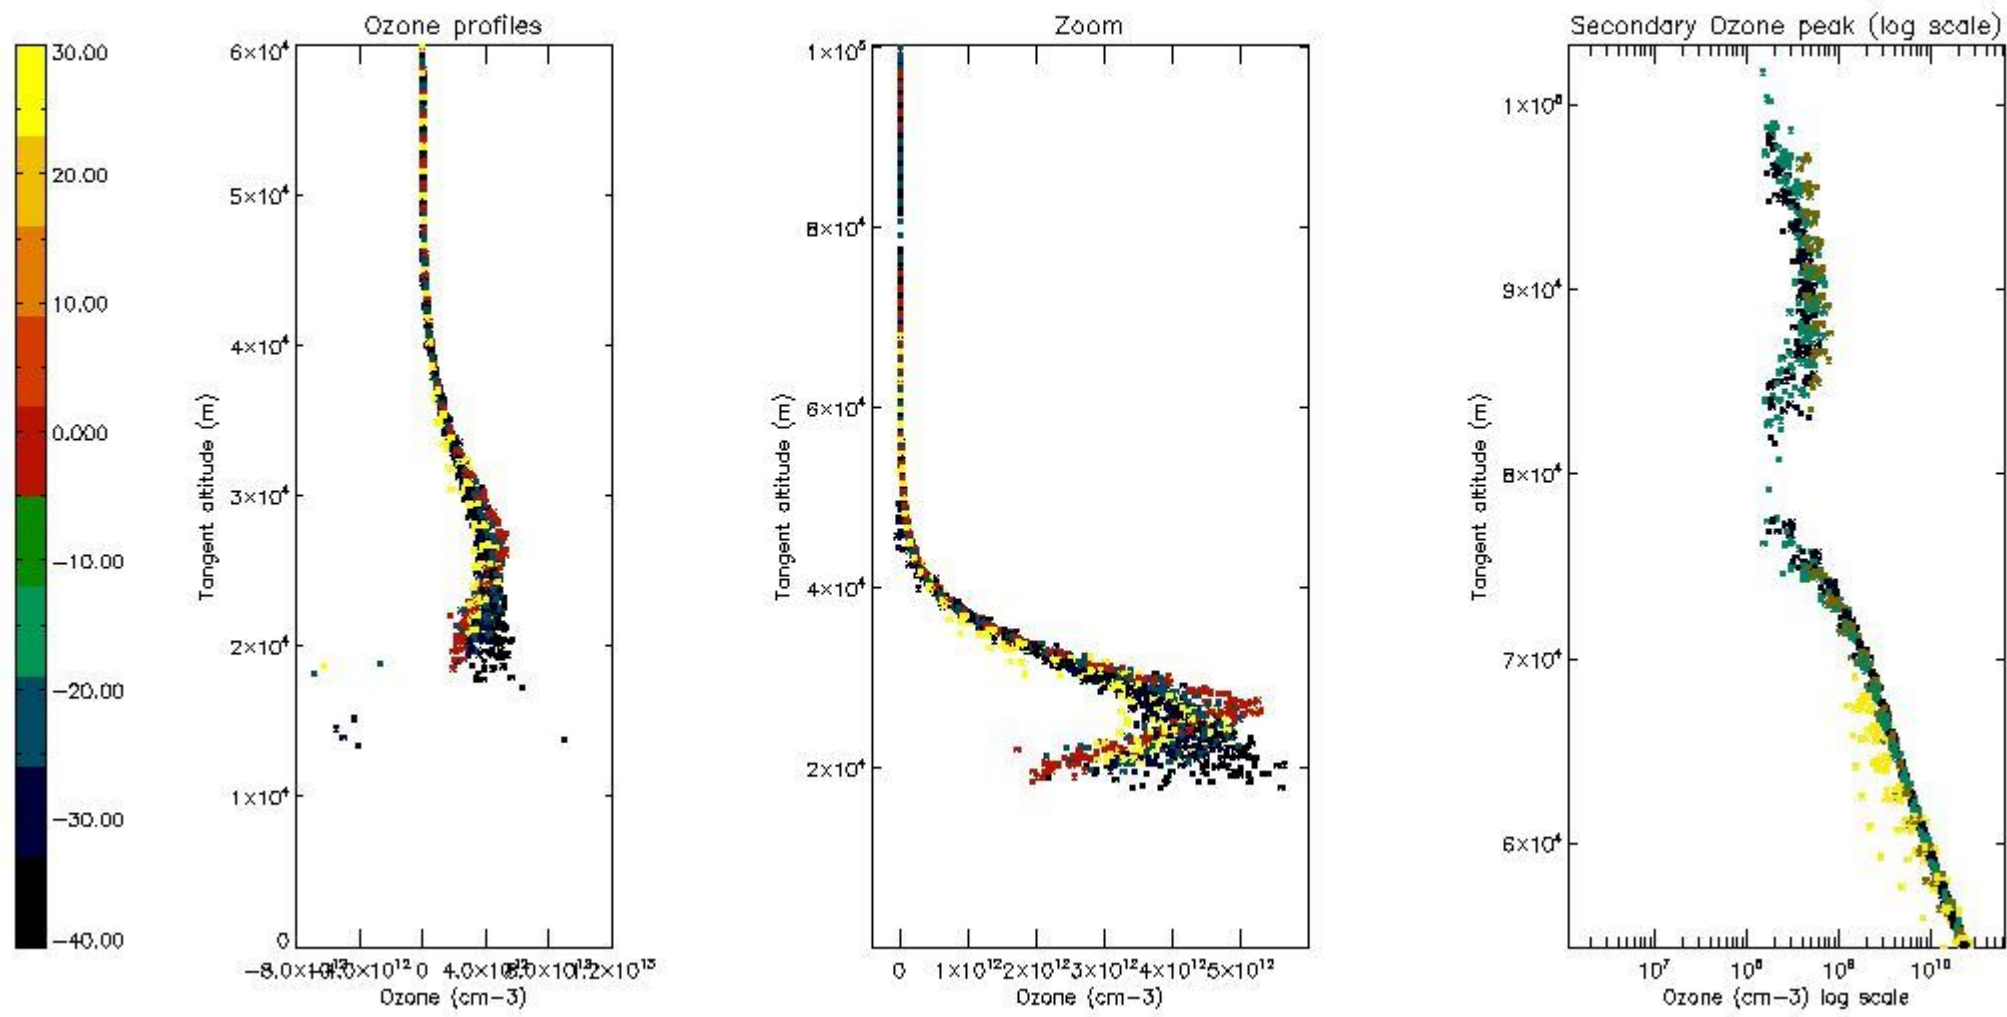 Ozone profiles
Zoom
Secondary Ozone peak (log scale)
30.00
20.00
10.00
0.000
-10.00
-20.00
-30.00
-40.00
6×10⁴
5×10⁴
4×10⁴
3×10⁴
2×10⁴
1×10⁴
0
Tangent altitude (m)
0 4.0×10¹²
Ozone (cm-3)
1×10⁵
8×10⁴
6×10⁴
4×10⁴
2×10⁴
Tangent altitude (m)
0 1×10¹² 2×10¹² 3×10¹² 4×10¹² 5×10¹²
Ozone (cm-3)
9×10⁴
8×10⁴
7×10⁴
6×10⁴
Tangent altitude (m)
10⁷ 10⁸ 10⁹ 10¹⁰
Ozone (cm-3) log scale